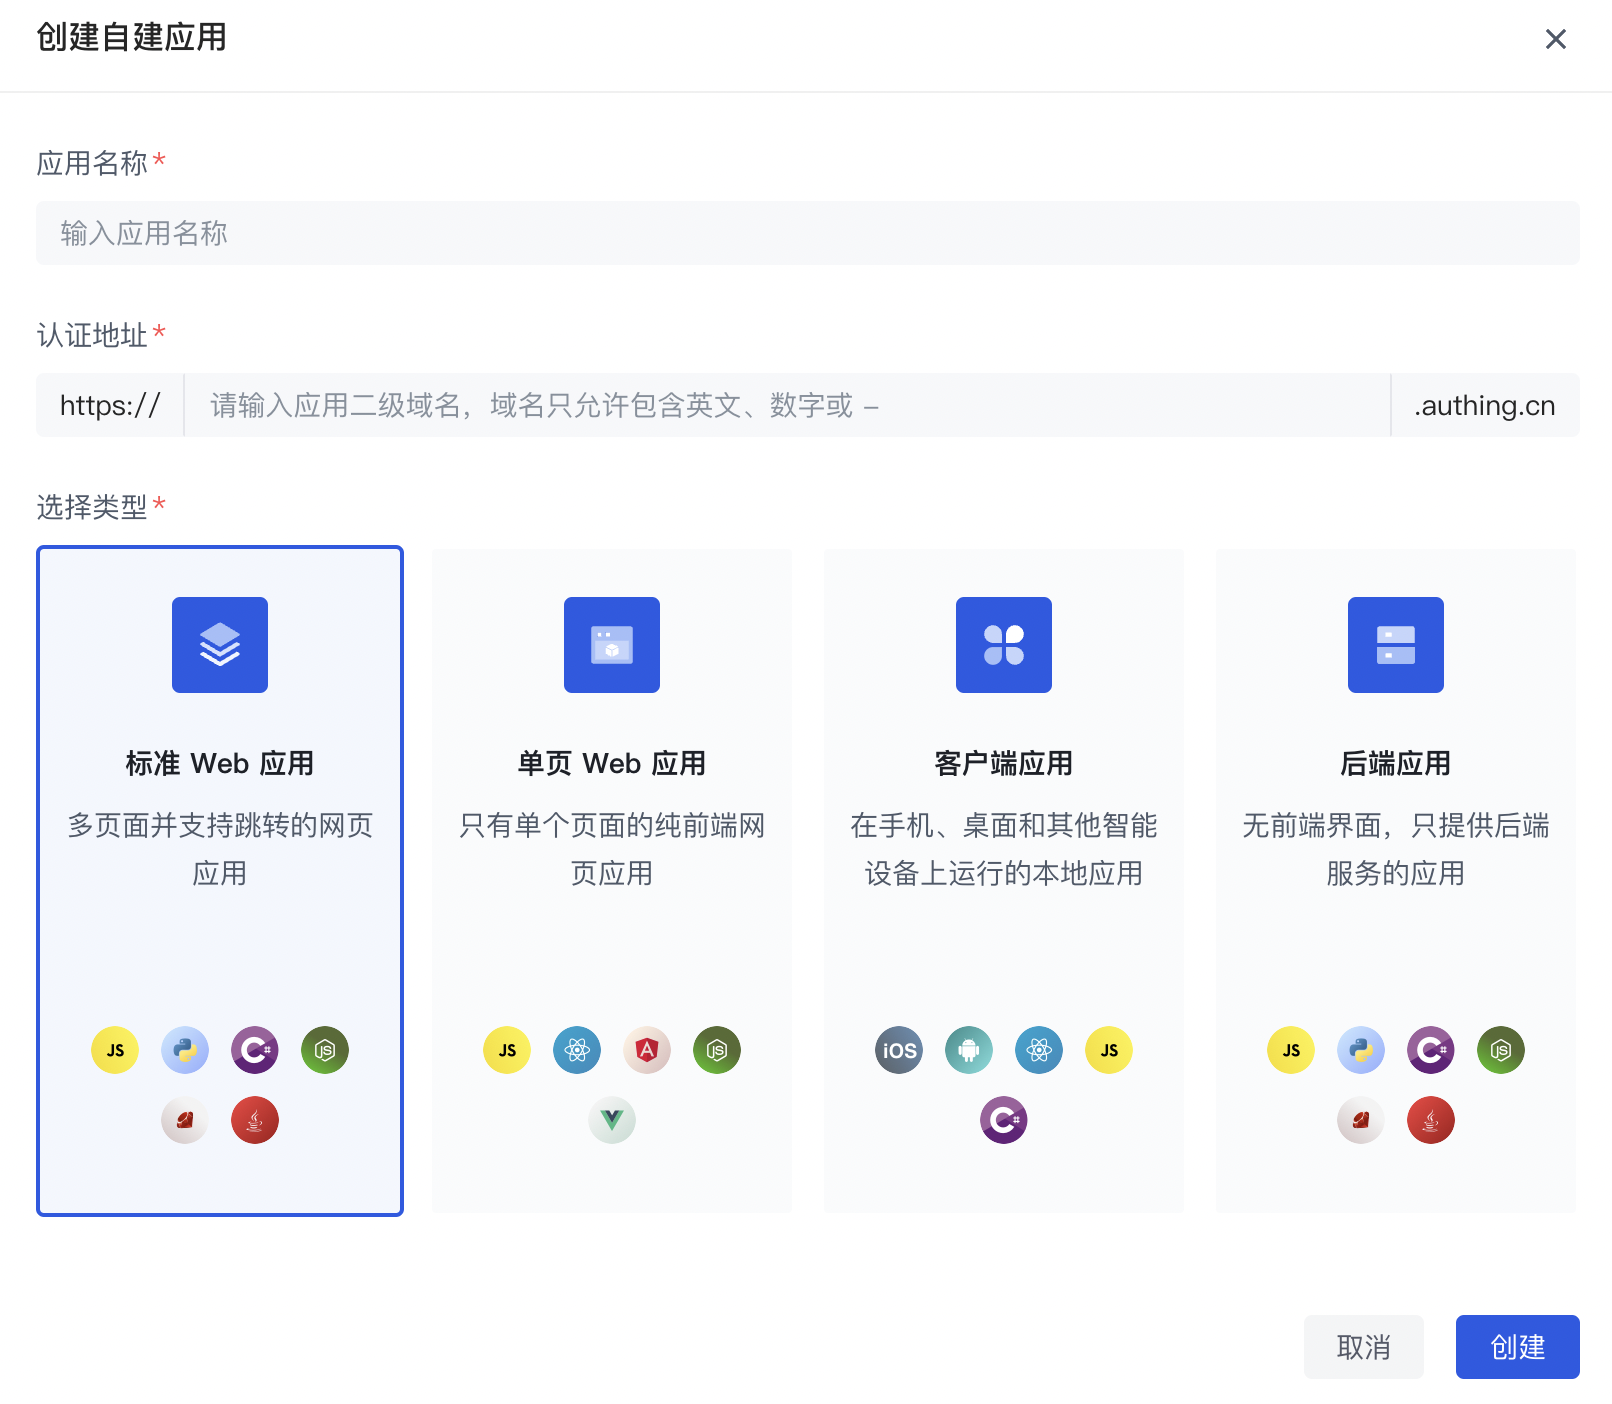 创建自建应用
应用名称*
输入应用名称
认证地址*
https:// 请输入应用二级域名，域名只允许包含英文、数字或 – .authing.cn
选择类型*
标准 Web 应用
多页面并支持跳转的网页
应用
JS C# JS
单页 Web 应用
只有单个页面的纯前端网
页应用
JS A JS
客户端应用
在手机、桌面和其他智能
设备上运行的本地应用
iOS JS
C#
后端应用
无前端界面，只提供后端
服务的应用
JS C# JS
取消 创建